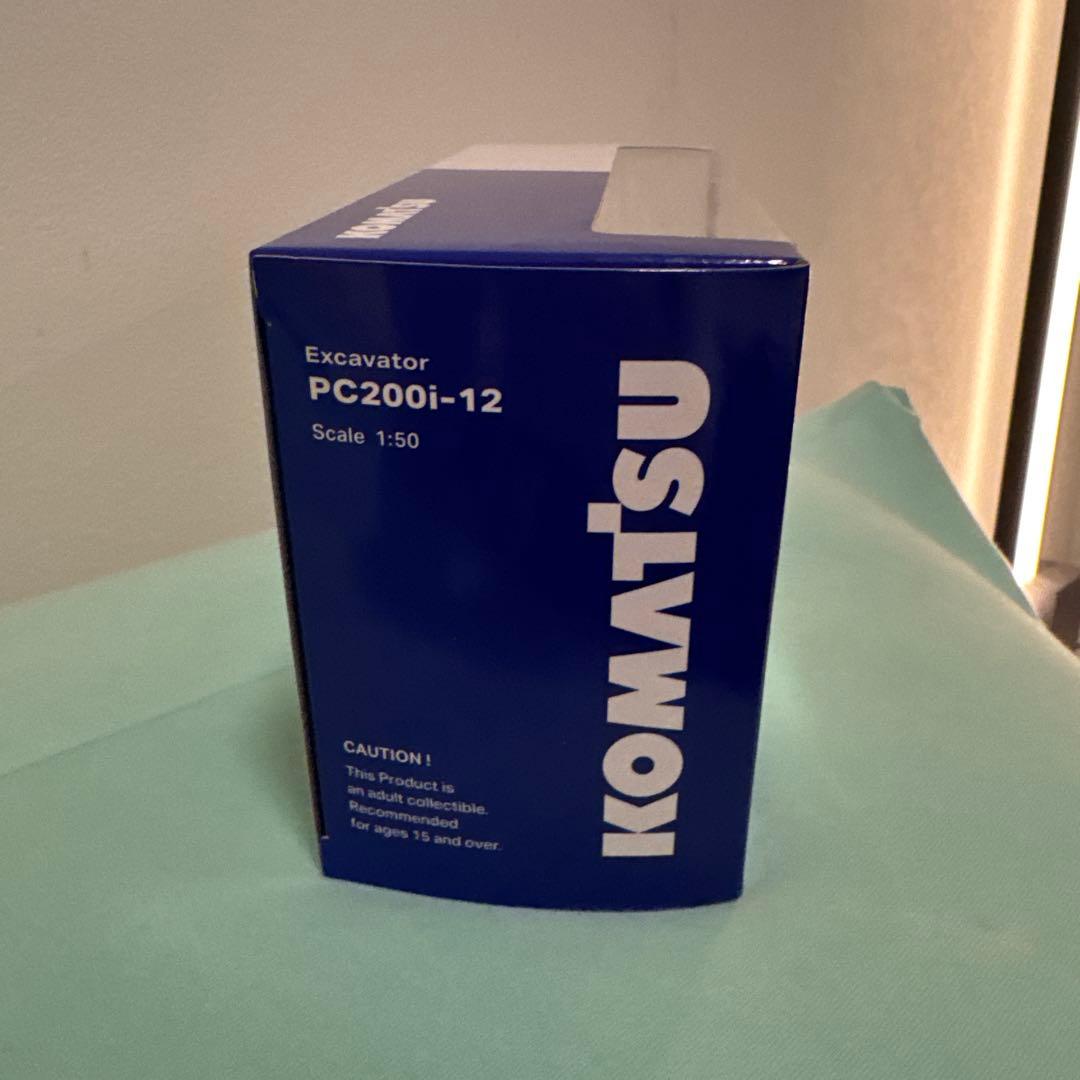 KOMATSU
Excavator
PC200i-12
Scale 1:50
KOMATSU
CAUTION !
This Product is
an adult collectible.
Recommended
for ages 15 and over.